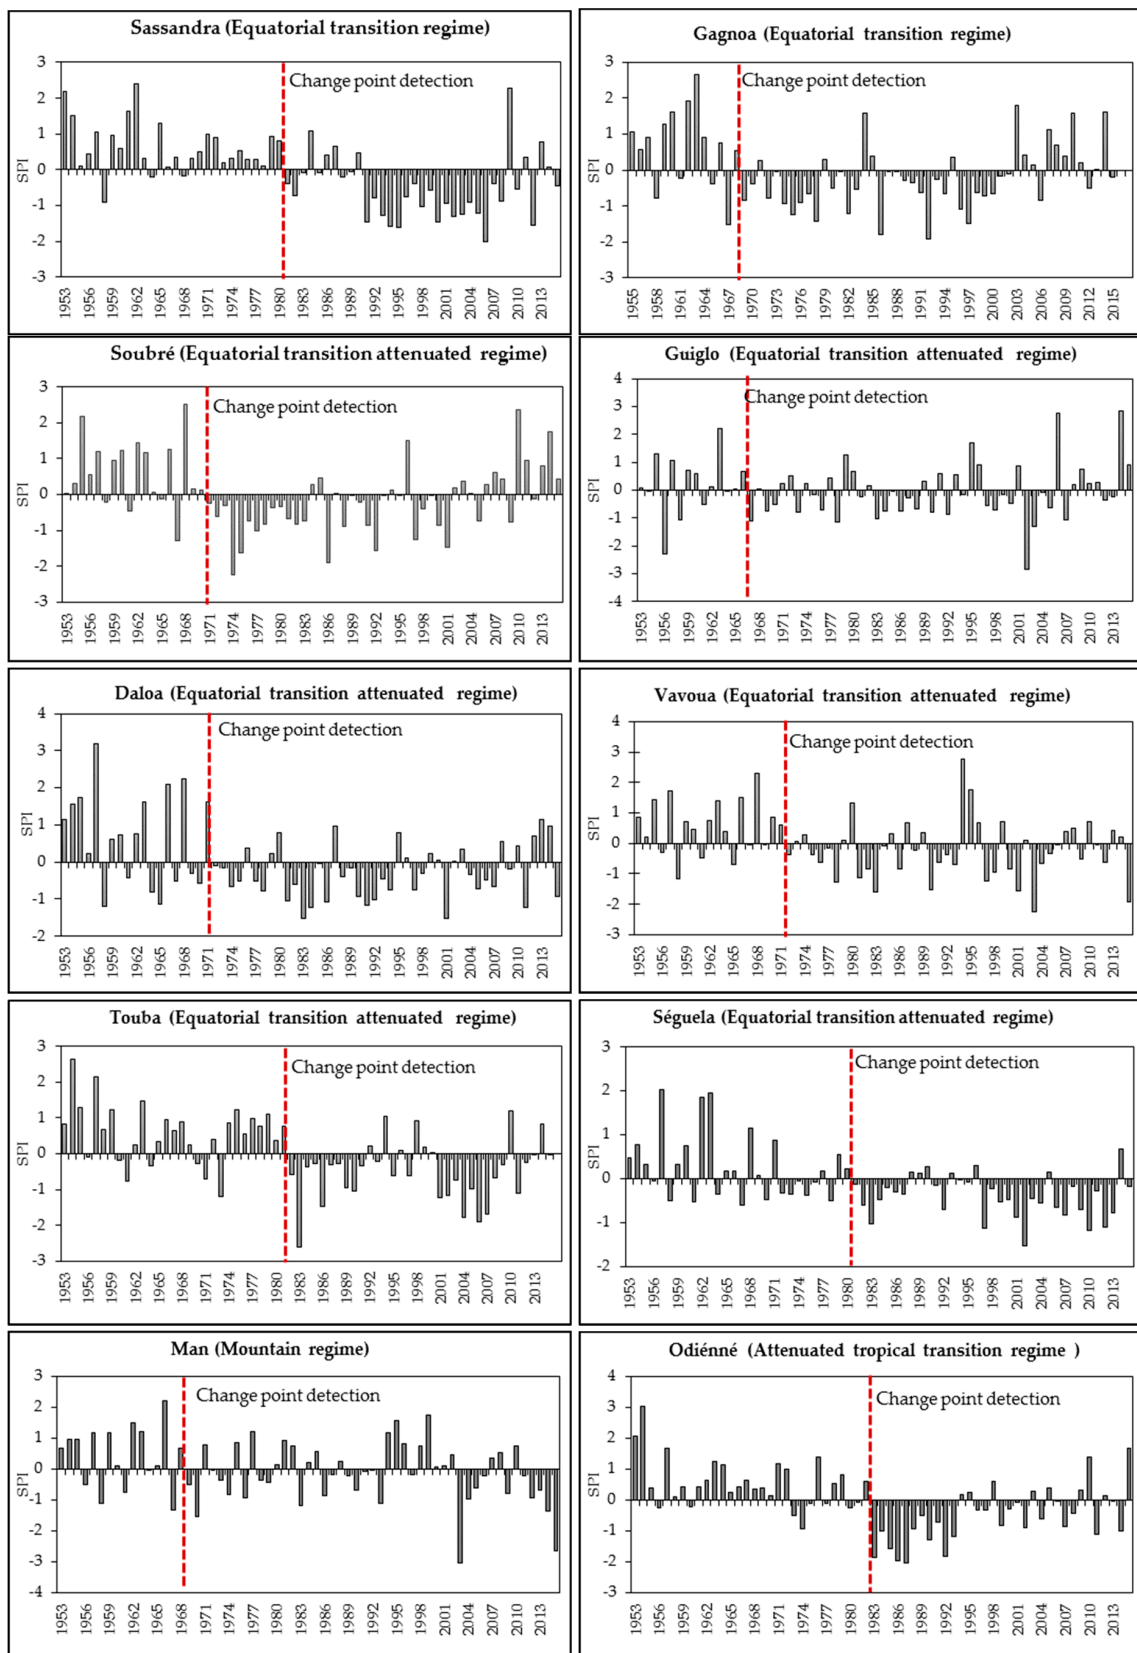 Sassandra (Equatorial transition regime)
Change point detection
SPI
3
2
1
0
-1
-2
-3
1953 1956 1959 1962 1965 1968 1971 1974 1977 1980 1983 1986 1989 1992 1995 1998 2001 2004 2007 2010 2013
Gagnoa (Equatorial transition regime)
Change point detection
SPI
3
2
1
0
-1
-2
-3
1955 1958 1961 1964 1967 1970 1973 1976 1979 1982 1985 1988 1991 1994 1997 2000 2003 2006 2009 2012 2015
Soubré (Equatorial transition attenuated regime)
Change point detection
SPI
3
2
1
0
-1
-2
-3
1953 1956 1959 1962 1965 1968 1971 1974 1977 1980 1983 1986 1989 1992 1995 1998 2001 2004 2007 2010 2013
Guiglo (Equatorial transition attenuated regime)
Change point detection
SPI
4
3
2
1
0
-1
-2
-3
-4
1953 1956 1959 1962 1965 1968 1971 1974 1977 1980 1983 1986 1989 1992 1995 1998 2001 2004 2007 2010 2013
Daloa (Equatorial transition attenuated regime)
Change point detection
SPI
4
3
2
1
0
-1
-2
1953 1956 1959 1962 1965 1968 1971 1974 1977 1980 1983 1986 1989 1992 1995 1998 2001 2004 2007 2010 2013
Vavoua (Equatorial transition attenuated regime)
Change point detection
SPI
4
3
2
1
0
-1
-2
-3
1953 1956 1959 1962 1965 1968 1971 1974 1977 1980 1983 1986 1989 1992 1995 1998 2001 2004 2007 2010 2013
Touba (Equatorial transition attenuated regime)
Change point detection
SPI
3
2
1
0
-1
-2
-3
1953 1956 1959 1962 1965 1968 1971 1974 1977 1980 1983 1986 1989 1992 1995 1998 2001 2004 2007 2010 2013
Séguela (Equatorial transition attenuated regime)
Change point detection
SPI
3
2
1
0
-1
-2
1953 1956 1959 1962 1965 1968 1971 1974 1977 1980 1983 1986 1989 1992 1995 1998 2001 2004 2007 2010 2013
Man (Mountain regime)
Change point detection
SPI
3
2
1
0
-1
-2
-3
-4
1953 1956 1959 1962 1965 1968 1971 1974 1977 1980 1983 1986 1989 1992 1995 1998 2001 2004 2007 2010 2013
Odiénné (Attenuated tropical transition regime )
Change point detection
SPI
4
3
2
1
0
-1
-2
-3
1953 1956 1959 1962 1965 1968 1971 1974 1977 1980 1983 1986 1989 1992 1995 1998 2001 2004 2007 2010 2013